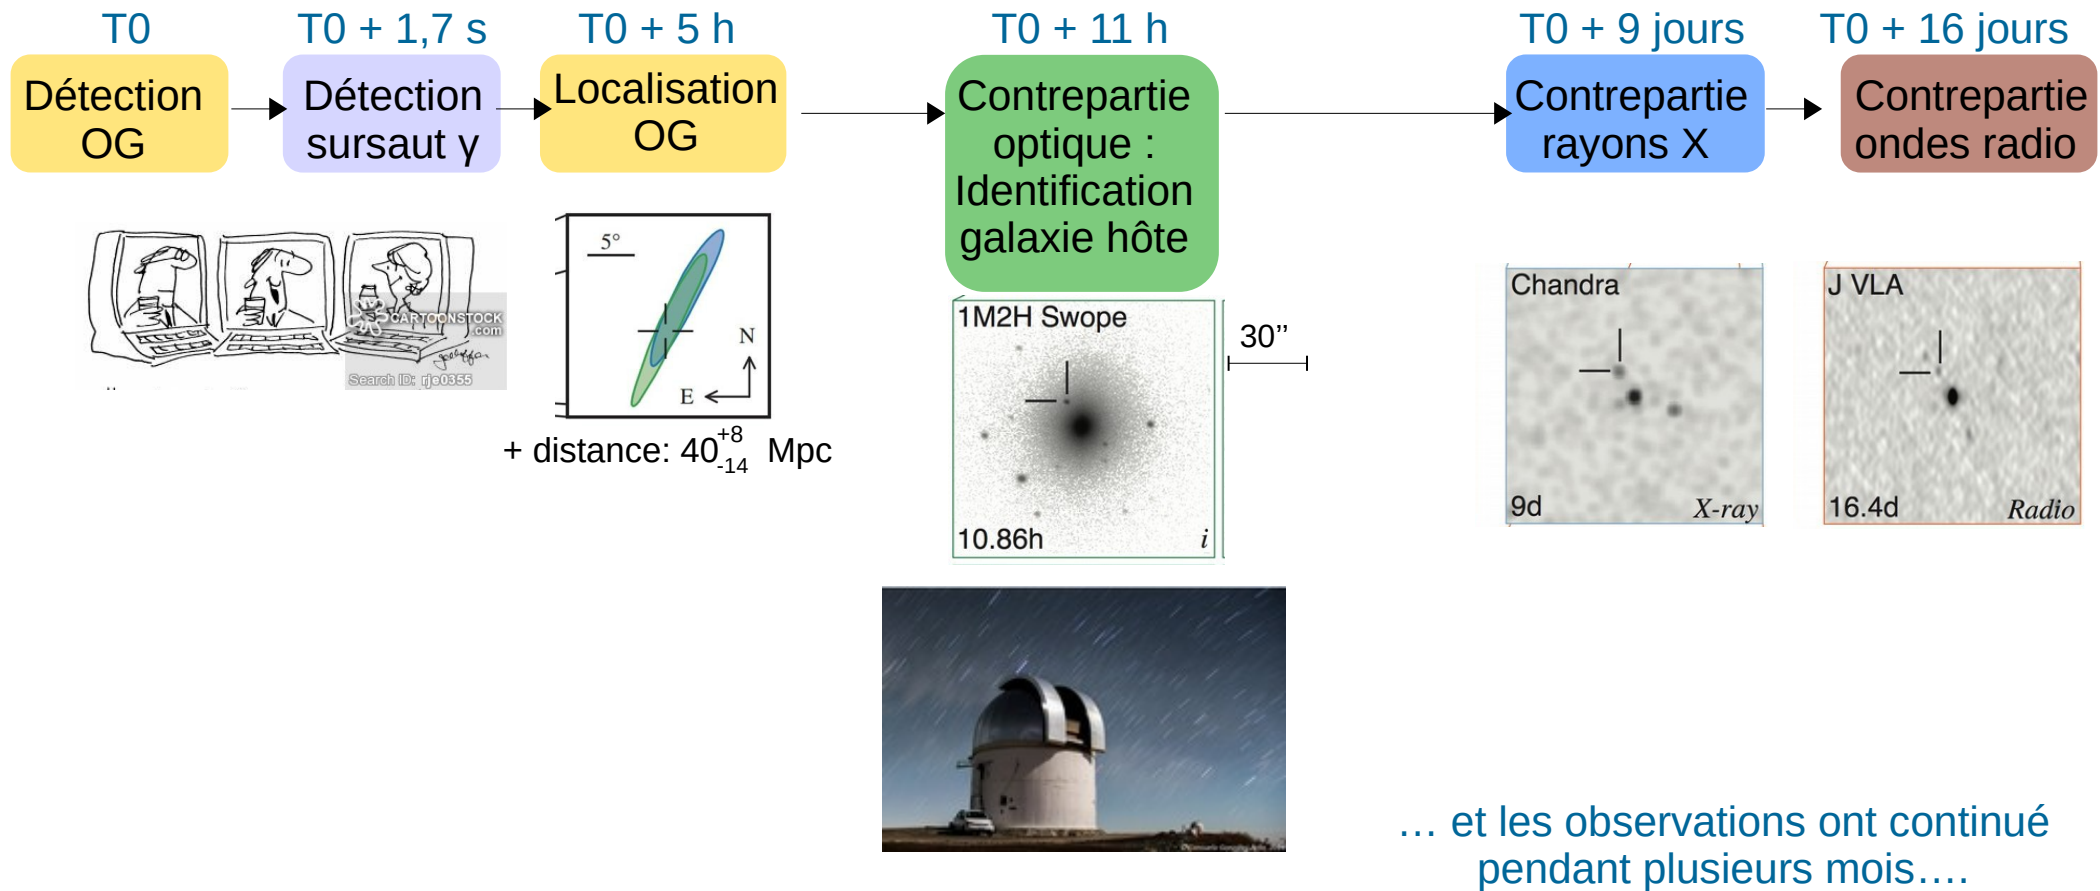 T0
T0 + 1,7 s
T0 + 5 h
T0 + 11 h
T0 + 9 jours
T0 + 16 jours
Détection
OG
Détection
sursaut γ
Localisation
OG
Contrepartie
optique :
Identification
galaxie hôte
Contrepartie
rayons X
Contrepartie
ondes radio
CARTOONSTOCK
.com
Search ID: rje0355
5°
N
E
+ distance: 40 +8 -14 Mpc
1M2H Swope
10.86h
i
30’’
Chandra
9d
X-ray
J VLA
16.4d
Radio
… et les observations ont continué
pendant plusieurs mois….